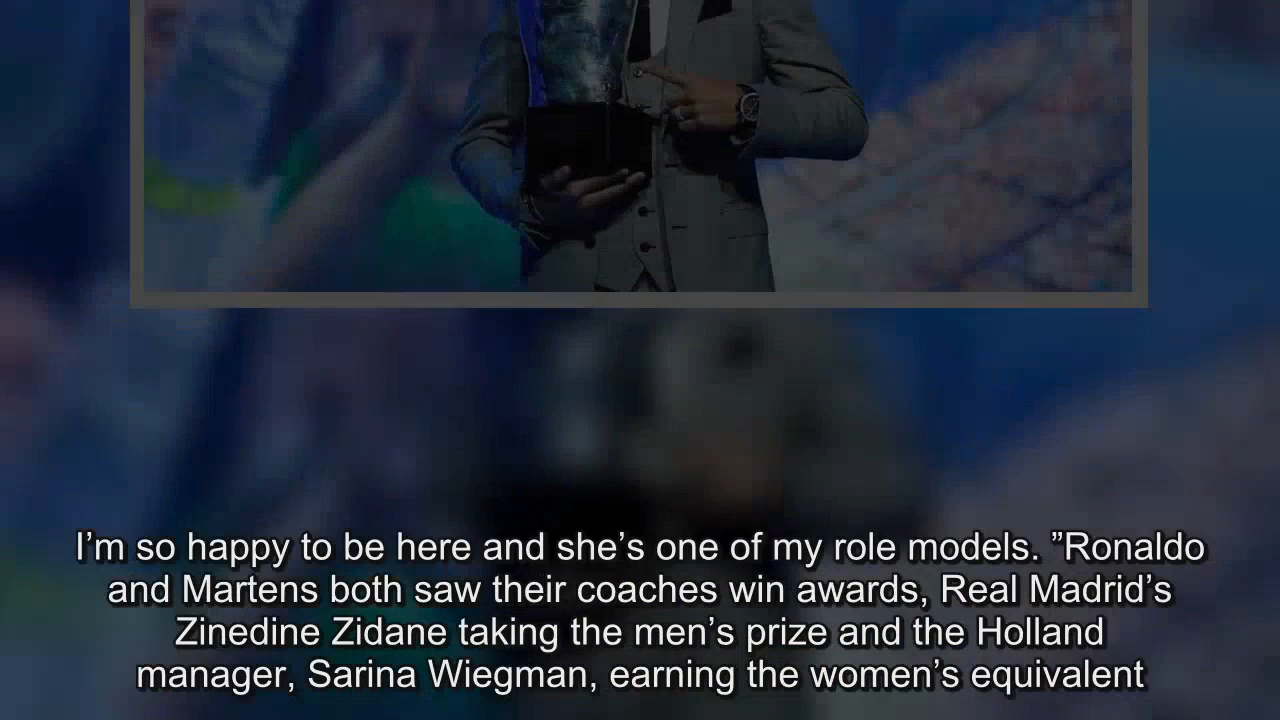 I’m so happy to be here and she’s one of my role models. ”Ronaldo
and Martens both saw their coaches win awards, Real Madrid’s
Zinedine Zidane taking the men’s prize and the Holland
manager, Sarina Wiegman, earning the women’s equivalent